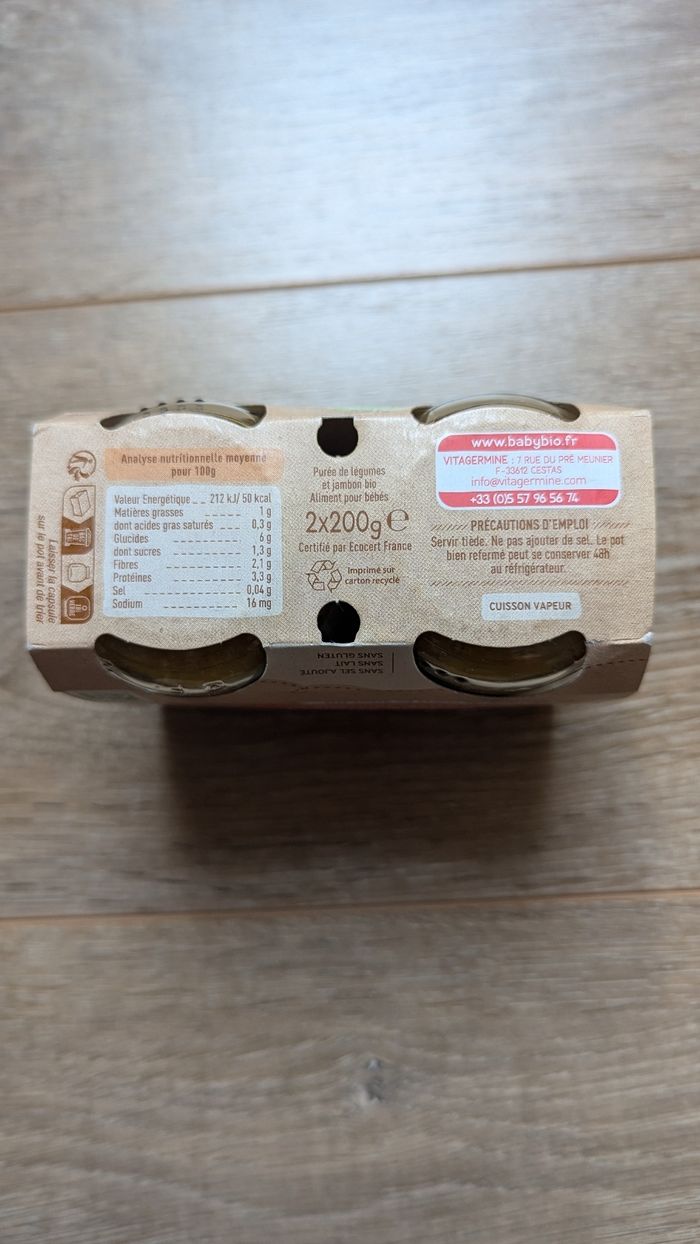 Analyse nutritionnelle moyenne
pour 100g
Valeur Energétique 212 kJ/ 50 kcal
Matières grasses 1 g
dont acides gras saturés 0,3 g
Glucides 6 g
dont sucres 1,3 g
Fibres 2,1 g
Protéines 3,3 g
Sel 0,04 g
Sodium 16 mg
Laisser la capsule
sur le pot avant de trier
Purée de légumes
et jambon bio
Aliment pour bébés
2x200g e
Certifié par Ecocert France
Imprimé sur
carton recyclé
www.babybio.fr
VITAGERMINE : 7 RUE DU PRÉ MEUNIER
F-33612 CESTAS
info@vitagermine.com
+33 (0)5 57 96 56 74
PRÉCAUTIONS D'EMPLOI
Servir tiède. Ne pas ajouter de sel. Le pot
bien refermé peut se conserver 48h
au réfrigérateur.
CUISSON VAPEUR
SANS SEL AJOUTÉ
SANS LAIT
SANS GLUTEN